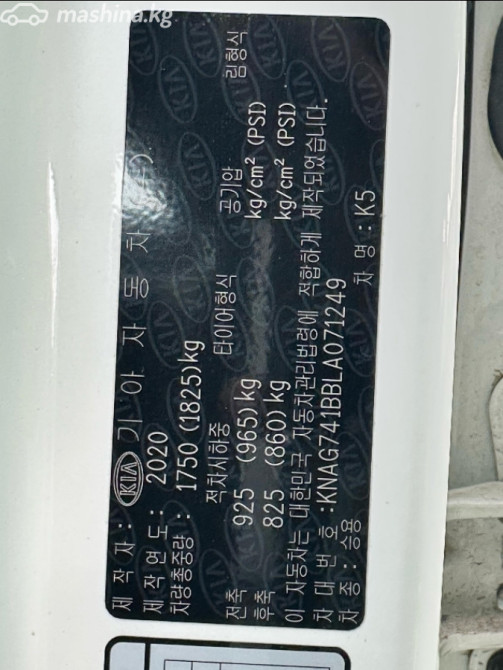 mashina.kg
제 작 자 : KIA 기 아 자 동 차 (주)
제 작 연 도 : 2020
차량총중량 : 1750 (1825)kg
적차시하중 타이어형식 공기압 림형식
전축 925 (965)kg kg/cm² (PSI)
후축 825 (860)kg kg/cm² (PSI)
이 자동차는 대한민국 자동차관리법령에 적합하게 제작되었습니다.
차 대 번 호 :KNAG741BBLA071249
차 종 : 승용 차 명 : K5